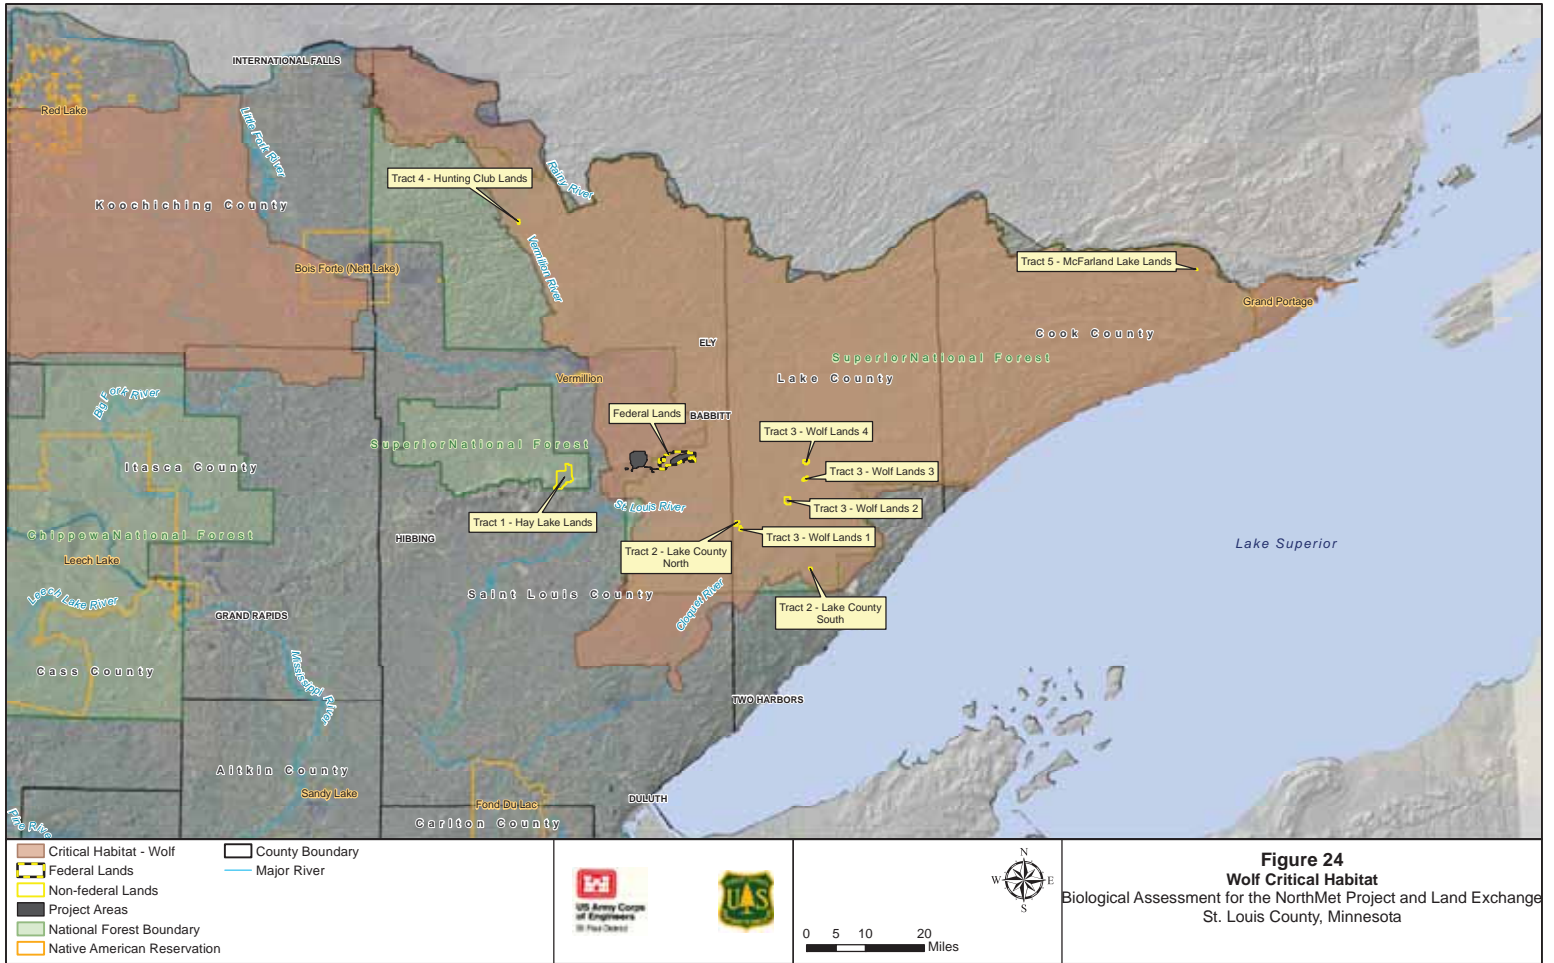 INTERNATIONAL FALLS
Red Lake
Little Fork River
Rainy River
Tract 4 - Hunting Club Lands
Koochiching County
Vermilion River
Bois Forte (Nett Lake)
Tract 5 - McFarland Lake Lands
Grand Portage
Cook County
ELY
Superior National Forest
Lake County
Vermillion
Big Fork River
Federal Lands
BABBITT
Tract 3 - Wolf Lands 4
Superior National Forest
Itasca County
Tract 3 - Wolf Lands 3
St. Louis River
Tract 3 - Wolf Lands 2
Tract 1 - Hay Lake Lands
Chippewa National Forest
HIBBING
Tract 3 - Wolf Lands 1
Lake Superior
Tract 2 - Lake County
North
Leech Lake
Saint Louis County
Leech Lake River
Cloquet River
Tract 2 - Lake County
South
GRAND RAPIDS
Cass County
Mississippi River
TWO HARBORS
Aitkin County
Sandy Lake
Fond Du Lac
DULUTH
Carlton County
Critical Habitat - Wolf
Federal Lands
Non-federal Lands
Project Areas
National Forest Boundary
Native American Reservation
County Boundary
Major River
US Army Corps
of Engineers
UAS
N
W E
S
0 5 10 20
Miles
Figure 24
Wolf Critical Habitat
Biological Assessment for the NorthMet Project and Land Exchange
St. Louis County, Minnesota